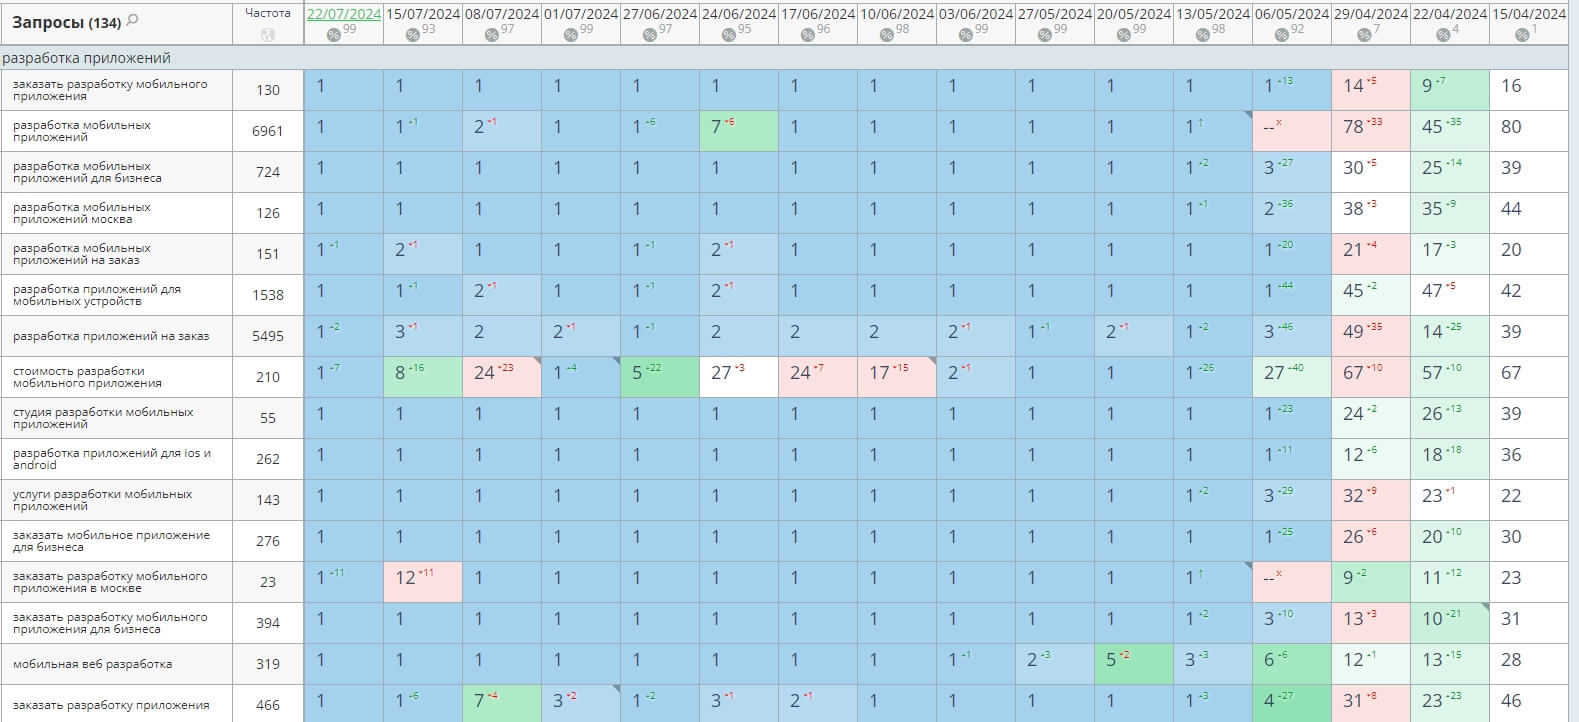 Запросы (134) Частота 22/07/2024 15/07/2024 08/07/2024 01/07/2024 27/06/2024 24/06/2024 17/06/2024 10/06/2024 03/06/2024 27/05/2024 20/05/2024 13/05/2024 06/05/2024 29/04/2024 22/04/2024 15/04/2024
% 99 % 93 % 97 % 99 % 97 % 95 % 96 % 98 % 99 % 99 % 99 % 98 % 92 % 7 % 4 % 1
разработка приложений
заказать разработку мобильного
приложения
130 1 1 1 1 1 1 1 1 1 1 1 1 1 -13 14 +5 9 -7 16
разработка мобильных
приложений
6961 1 1 -1 2 +1 1 1 -6 7 +6 1 1 1 1 1 1 ↑ -- x 78 +33 45 -35 80
разработка мобильных
приложений для бизнеса
724 1 1 1 1 1 1 1 1 1 1 1 1 -2 3 -27 30 +5 25 -14 39
разработка мобильных
приложений москва
126 1 1 1 1 1 1 1 1 1 1 1 1 -1 2 -36 38 +3 35 -9 44
разработка мобильных
приложений на заказ
151 1 -1 2 +1 1 1 1 -1 2 +1 1 1 1 1 1 1 1 -20 21 +4 17 -3 20
разработка приложений для
мобильных устройств
1538 1 1 -1 2 +1 1 1 -1 2 +1 1 1 1 1 1 1 1 -44 45 -2 47 +5 42
разработка приложений на заказ 5495 1 -2 3 +1 2 2 +1 1 -1 2 2 2 2 +1 1 -1 2 +1 1 -2 3 -46 49 +35 14 -25 39
стоимость разработки
мобильного приложения
210 1 -7 8 -16 24 +23 1 -4 5 -22 27 +3 24 +7 17 +15 2 +1 1 1 1 -26 27 -40 67 +10 57 -10 67
студия разработки мобильных
приложений
55 1 1 1 1 1 1 1 1 1 1 1 1 1 -23 24 -2 26 -13 39
разработка приложений для ios и
android
262 1 1 1 1 1 1 1 1 1 1 1 1 1 -11 12 -6 18 -18 36
услуги разработки мобильных
приложений
143 1 1 1 1 1 1 1 1 1 1 1 1 -2 3 -29 32 +9 23 +1 22
заказать мобильное приложение
для бизнеса
276 1 1 1 1 1 1 1 1 1 1 1 1 1 -25 26 +6 20 -10 30
заказать разработку мобильного
приложения в москве
23 1 -11 12 +11 1 1 1 1 1 1 1 1 1 1 ↑ -- x 9 -2 11 -12 23
заказать разработку мобильного
приложения для бизнеса
394 1 1 1 1 1 1 1 1 1 1 1 1 -2 3 -10 13 +3 10 -21 31
мобильная веб разработка 319 1 1 1 1 1 1 1 1 1 -1 2 -3 5 +2 3 -3 6 -6 12 -1 13 -15 28
заказать разработку приложения 466 1 1 -6 7 +4 3 +2 1 -2 3 +1 2 +1 1 1 1 1 1 -3 4 -27 31 +8 23 -23 46